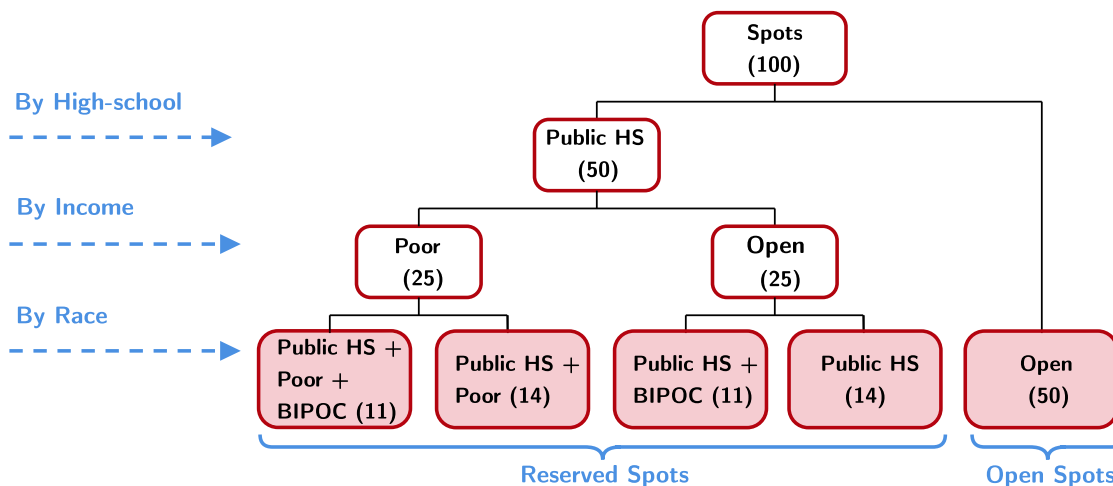 Spots
(100)
By High-school
Public HS
(50)
By Income
Poor
(25)
Open
(25)
By Race
Public HS +
Poor +
BIPOC (11)
Public HS +
Poor (14)
Public HS +
BIPOC (11)
Public HS
(14)
Open
(50)
Reserved Spots
Open Spots